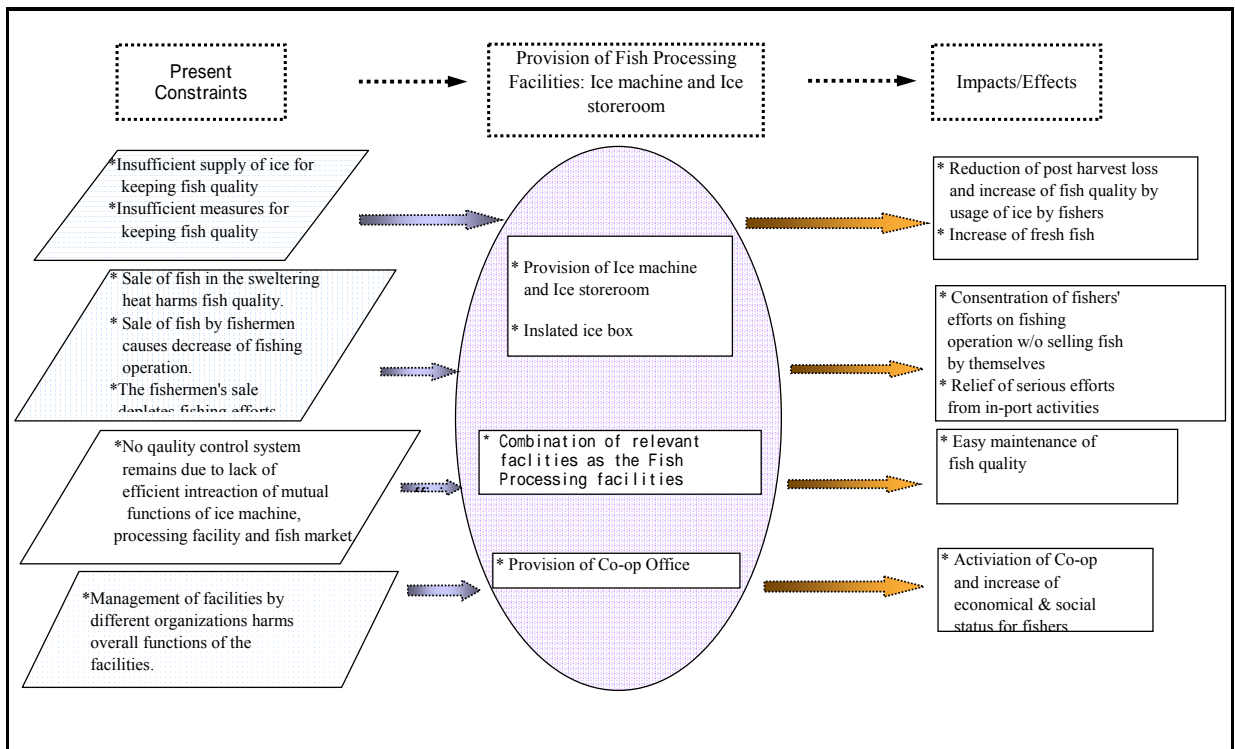 Present
Constraints
Provision of Fish Processing
Facilities: Ice machine and Ice
storeroom
Impacts/Effects
*Insufficient supply of ice for
keeping fish quality
*Insufficient measures for
keeping fish quality
* Sale of fish in the sweltering
heat harms fish quality.
* Sale of fish by fishermen
causes decrease of fishing
operation.
*The fishermen's sale
depletes fishing efforts
*No qaulity control system
remains due to lack of
efficient intreaction of mutual
functions of ice machine,
processing facility and fish market.
*Management of facilities by
different organizations harms
overall functions of the
facilities.
* Provision of Ice machine
and Ice storeroom
* Inslated ice box
* Combination of relevant
faclities as the Fish
Processing facilities
* Provision of Co-op Office
* Reduction of post harvest loss
and increase of fish quality by
usage of ice by fishers
* Increase of fresh fish
* Consentration of fishers'
efforts on fishing
operation w/o selling fish
by themselves
* Relief of serious efforts
from in-port activities
* Easy maintenance of
fish quality
* Activiation of Co-op
and increase of
economical & social
status for fishers